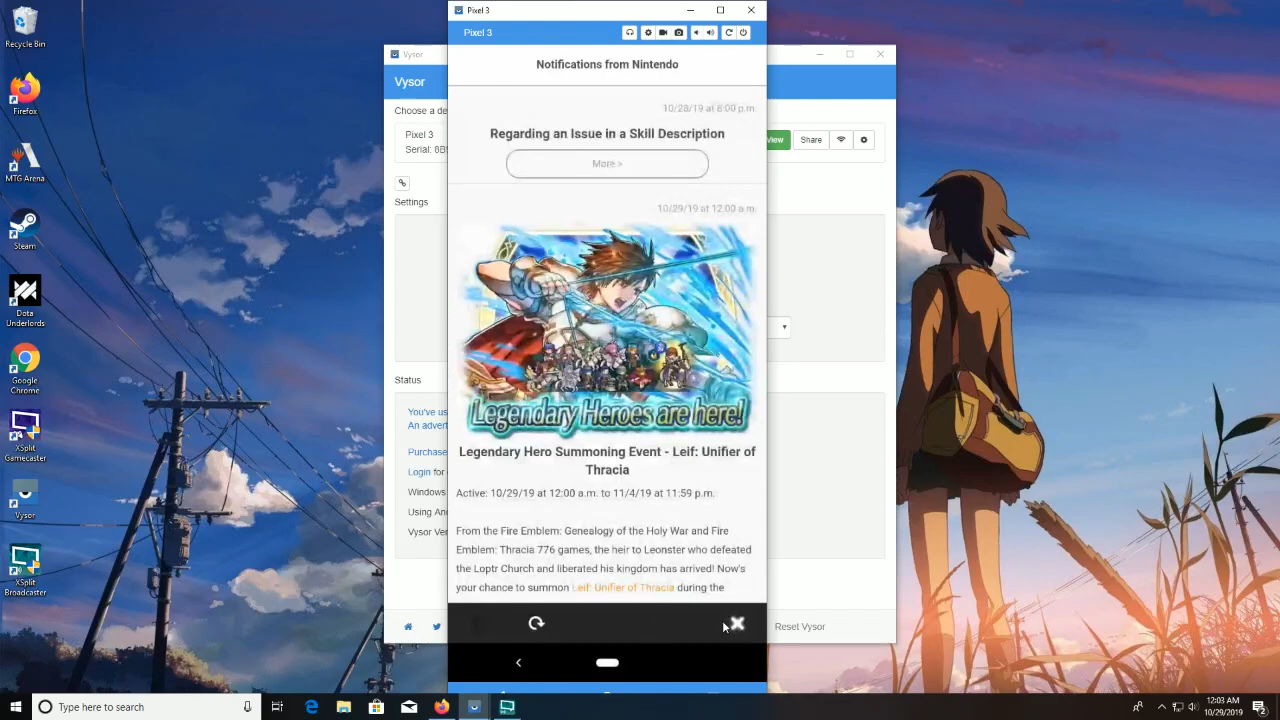 Recycle Bin
Firefox
MTG Arena
Steam
Dota
Underlords
Google
Chrome
XSplit
Gamecaster
Vysor
XSplit
Broadcaster
Vysor
Vysor
Choose a de
Pixel 3
Serial: 8B
View
Share
Settings
Status
You've us
An advert
Purchase
Login for
Windows
Using And
Vysor Ver
Reset Vysor
Pixel 3
Pixel 3
Notifications from Nintendo
10/28/19 at 8:00 p.m.
Regarding an Issue in a Skill Description
More >
10/29/19 at 12:00 a.m.
Legendary Heroes are here!
Legendary Hero Summoning Event - Leif: Unifier of
Thracia
Active: 10/29/19 at 12:00 a.m. to 11/4/19 at 11:59 p.m.
From the Fire Emblem: Genealogy of the Holy War and Fire
Emblem: Thracia 776 games, the heir to Leonster who defeated
the Loptr Church and liberated his kingdom has arrived! Now's
your chance to summon Leif: Unifier of Thracia during the
Type here to search
12:03 AM
10/29/2019